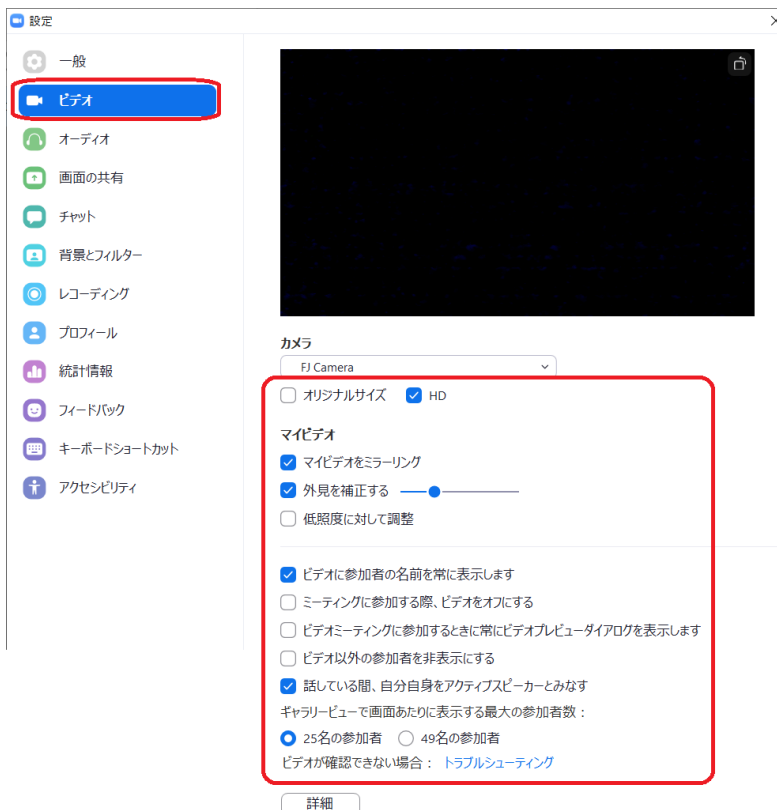 設定
一般
ビデオ
オーディオ
画面の共有
チャット
背景とフィルター
レコーディング
プロフィール
統計情報
フィードバック
キーボードショートカット
アクセシビリティ
カメラ
FJ Camera
オリジナルサイズ HD
マイビデオ
マイビデオをミラーリング
外見を補正する
低照度に対して調整
ビデオに参加者の名前を常に表示します
ミーティングに参加する際、ビデオをオフにする
ビデオミーティングに参加するときに常にビデオプレビューダイアログを表示します
ビデオ以外の参加者を非表示にする
話している間、自分自身をアクティブスピーカーとみなす
ギャラリービューで画面あたりに表示する最大の参加者数：
25名の参加者 49名の参加者
ビデオが確認できない場合： トラブルシューティング
詳細